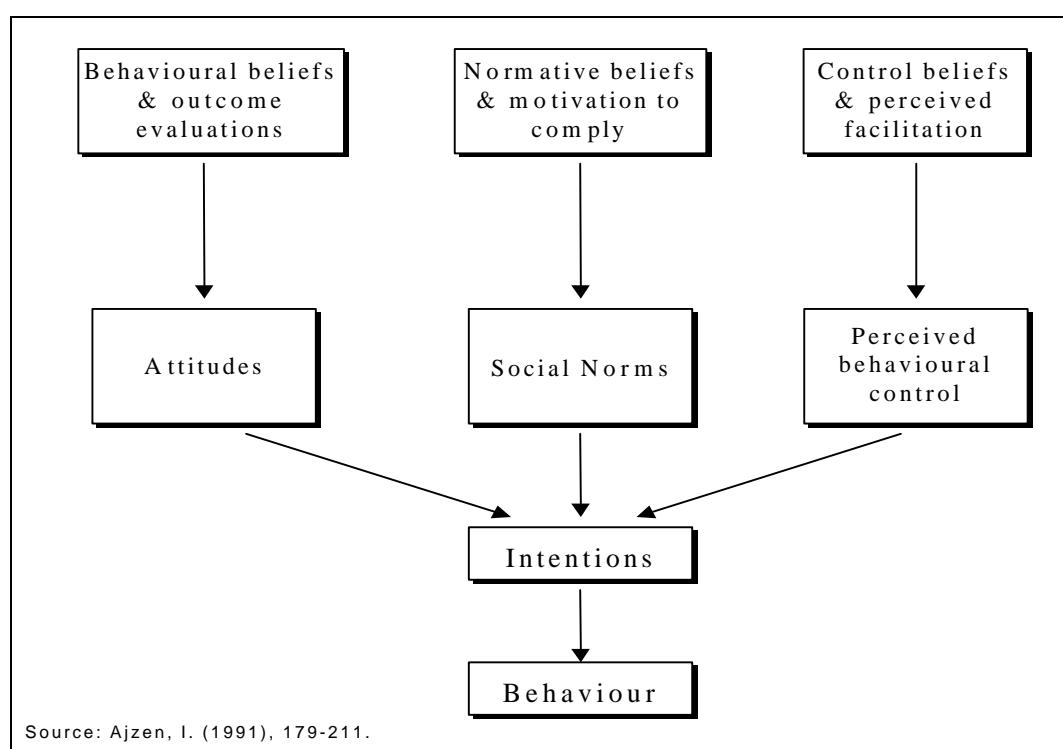 Behavioural beliefs
& outcome
evaluations
Normative beliefs
& motivation to
comply
Control beliefs
& perceived
facilitation
Attitudes
Social Norms
Perceived
behavioural
control
Intentions
Behaviour
Source: Ajzen, I. (1991), 179-211.